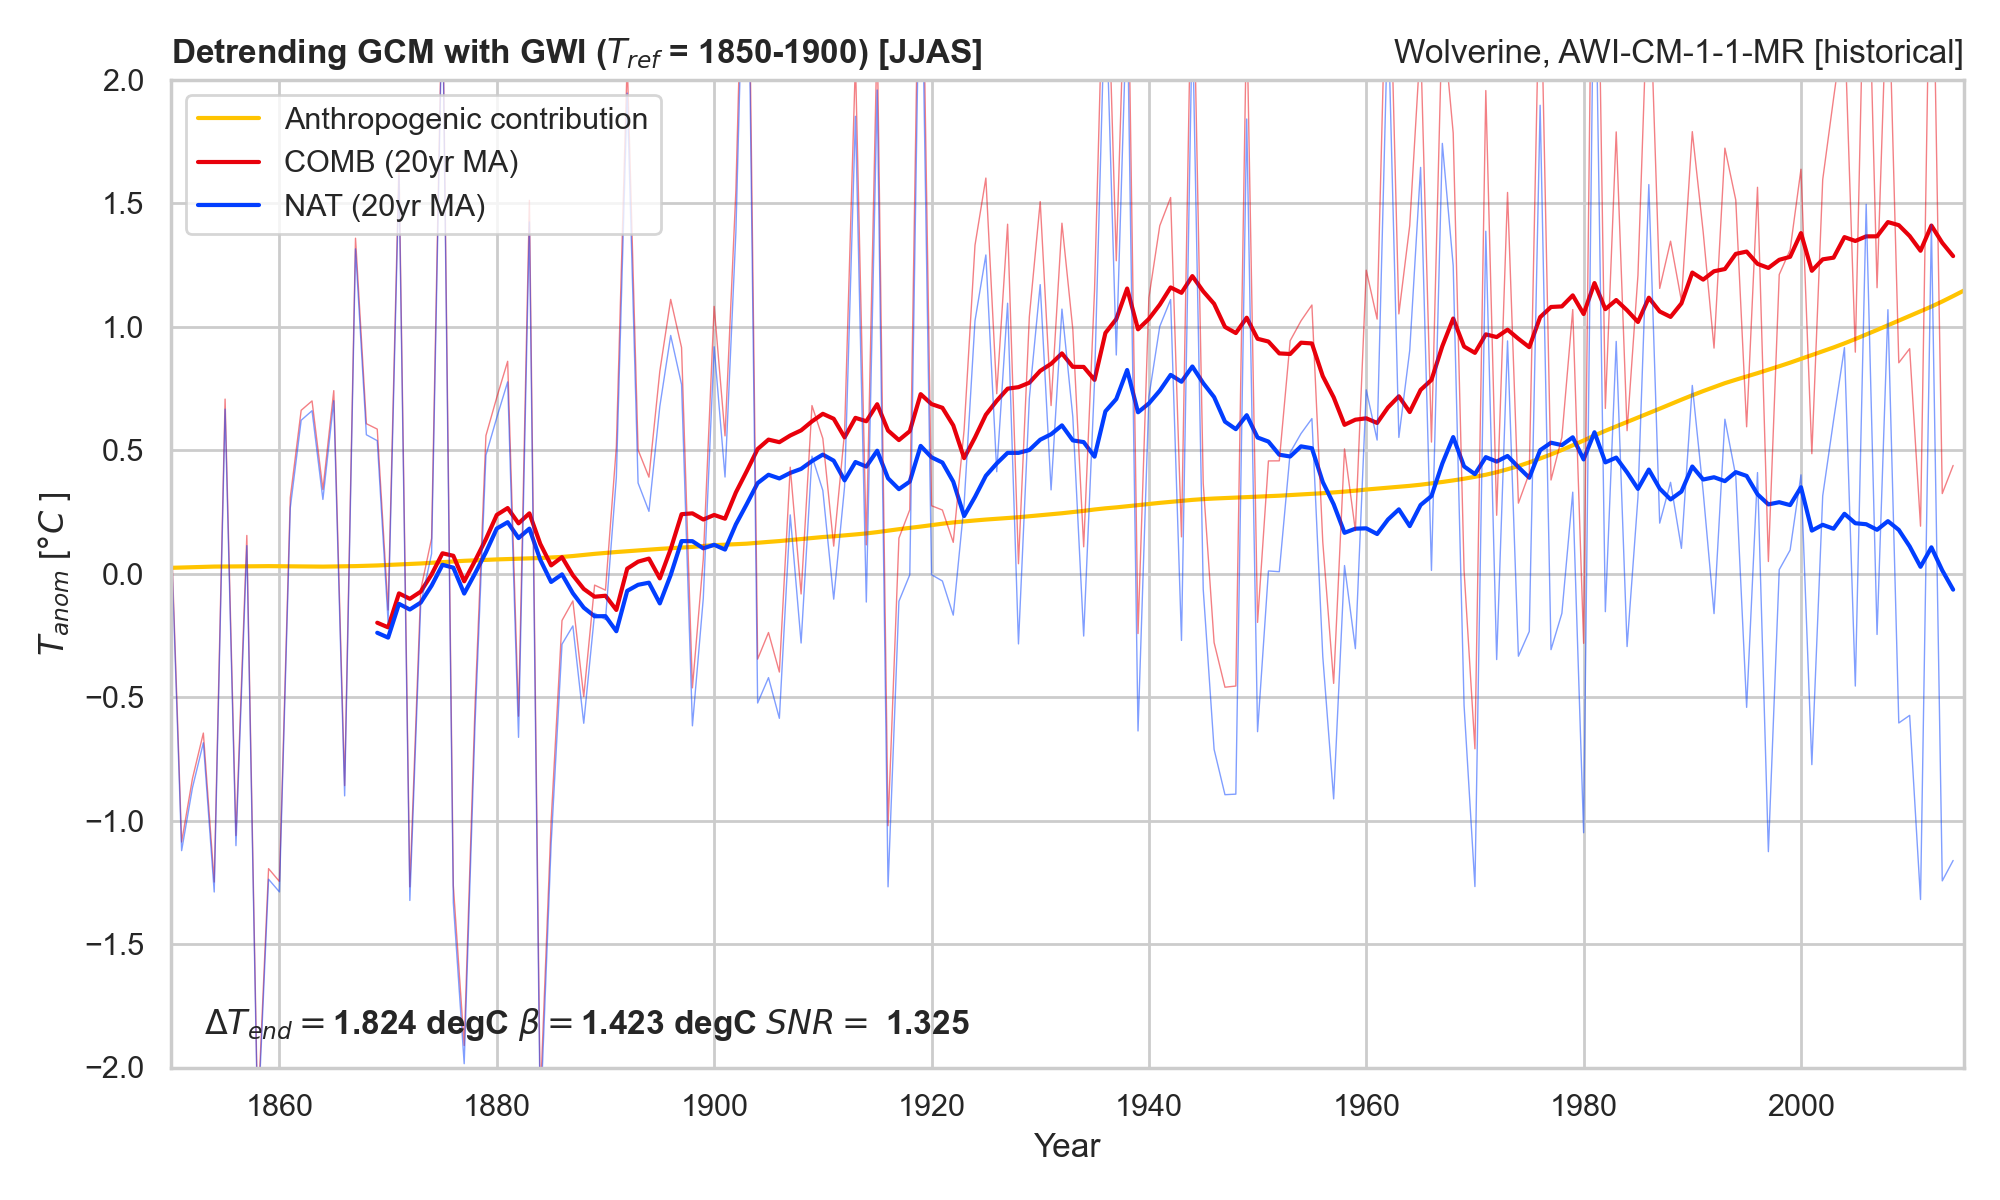 Detrending GCM with GWI (T_ref = 1850-1900) [JJAS]
Wolverine, AWI-CM-1-1-MR [historical]
Anthropogenic contribution
COMB (20yr MA)
NAT (20yr MA)
2.0
1.5
1.0
0.5
0.0
−0.5
−1.0
−1.5
−2.0
T_anom [°C ]
ΔT_end = 1.824 degC β = 1.423 degC SNR = 1.325
1860 1880 1900 1920 1940 1960 1980 2000
Year